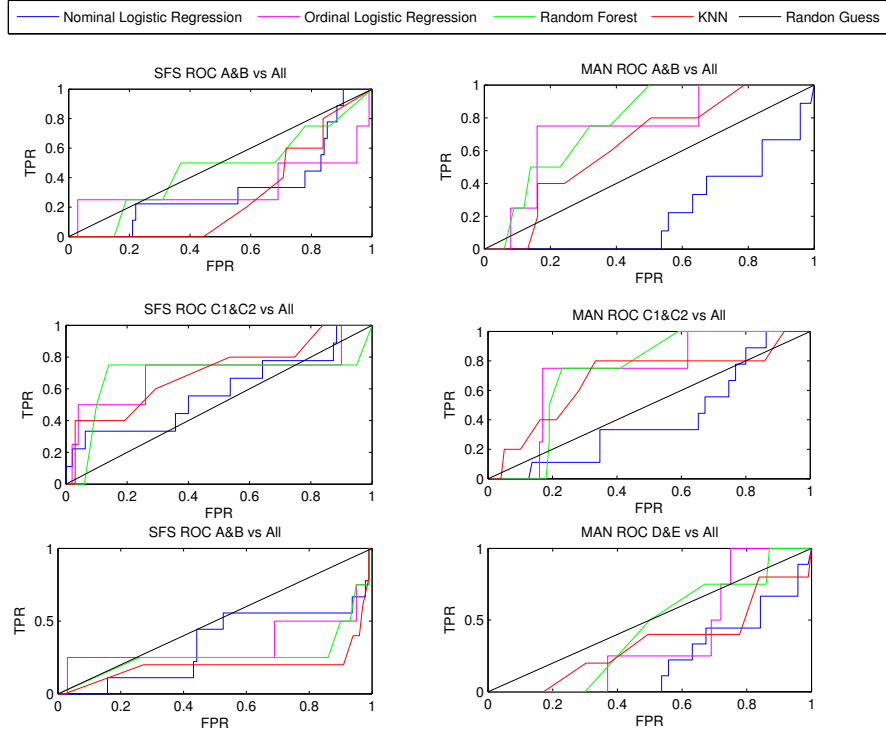 Nominal Logistic Regression Ordinal Logistic Regression Random Forest KNN Randon Guess
SFS ROC A&B vs All
1
0.8
0.6
0.4
0.2
0
TPR
0 0.2 0.4 0.6 0.8 1
FPR
MAN ROC A&B vs All
1
0.8
0.6
0.4
0.2
0
TPR
0 0.2 0.4 0.6 0.8 1
FPR
SFS ROC C1&C2 vs All
1
0.8
0.6
0.4
0.2
0
TPR
0 0.2 0.4 0.6 0.8 1
FPR
MAN ROC C1&C2 vs All
1
0.8
0.6
0.4
0.2
0
TPR
0 0.2 0.4 0.6 0.8 1
FPR
SFS ROC A&B vs All
1
0.5
0
TPR
0 0.2 0.4 0.6 0.8 1
FPR
MAN ROC D&E vs All
1
0.5
0
TPR
0 0.2 0.4 0.6 0.8 1
FPR